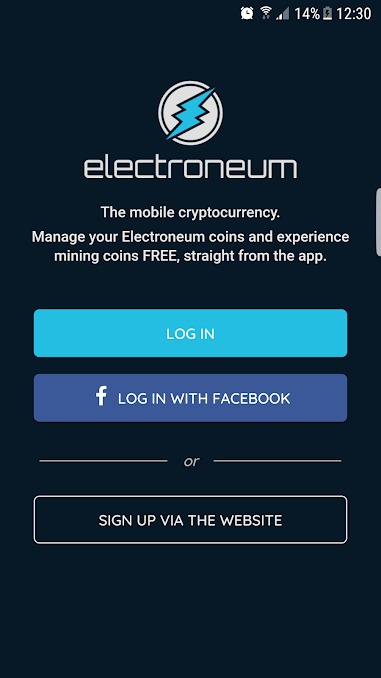 14% 12:30
electroneum
The mobile cryptocurrency.
Manage your Electroneum coins and experience
mining coins FREE, straight from the app.
LOG IN
f LOG IN WITH FACEBOOK
or
SIGN UP VIA THE WEBSITE